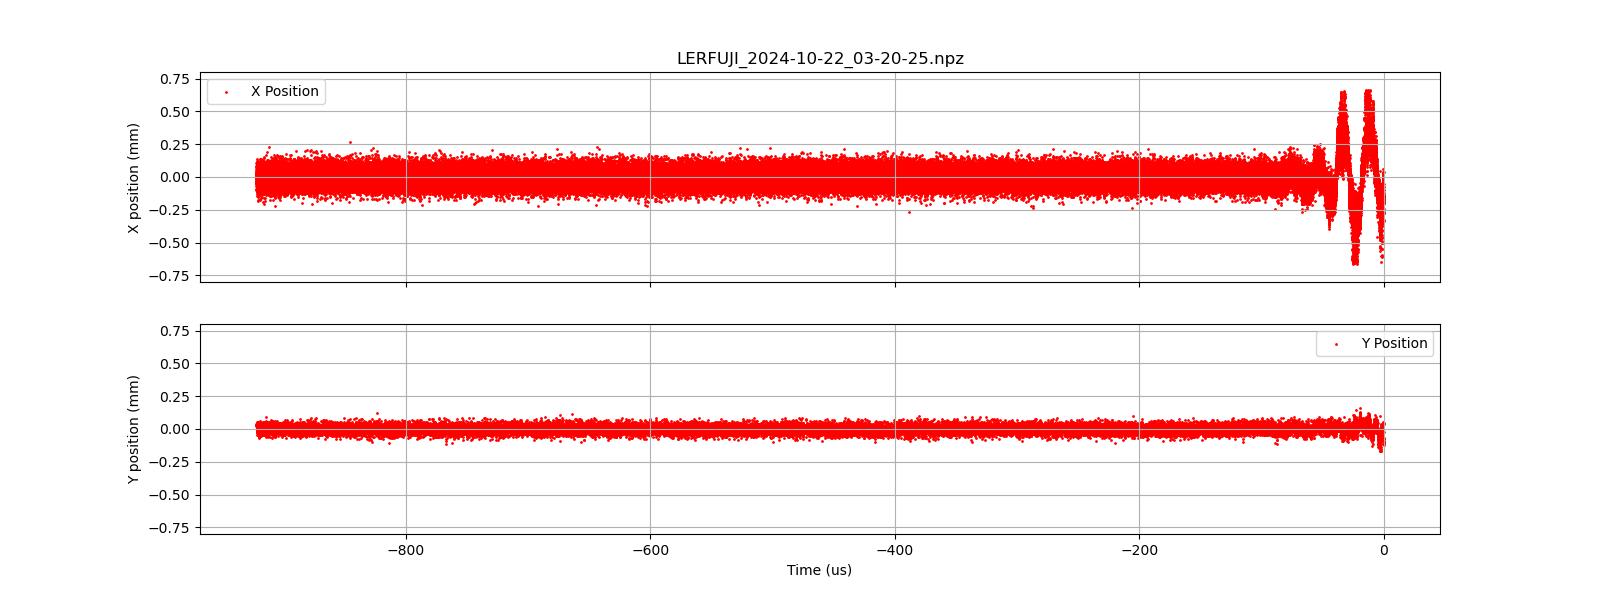 LERFUJI_2024-10-22_03-20-25.npz
X Position
0.75
0.50
0.25
0.00
−0.25
−0.50
−0.75
X position (mm)
Y Position
0.75
0.50
0.25
0.00
−0.25
−0.50
−0.75
Y position (mm)
−800 −600 −400 −200 0
Time (us)